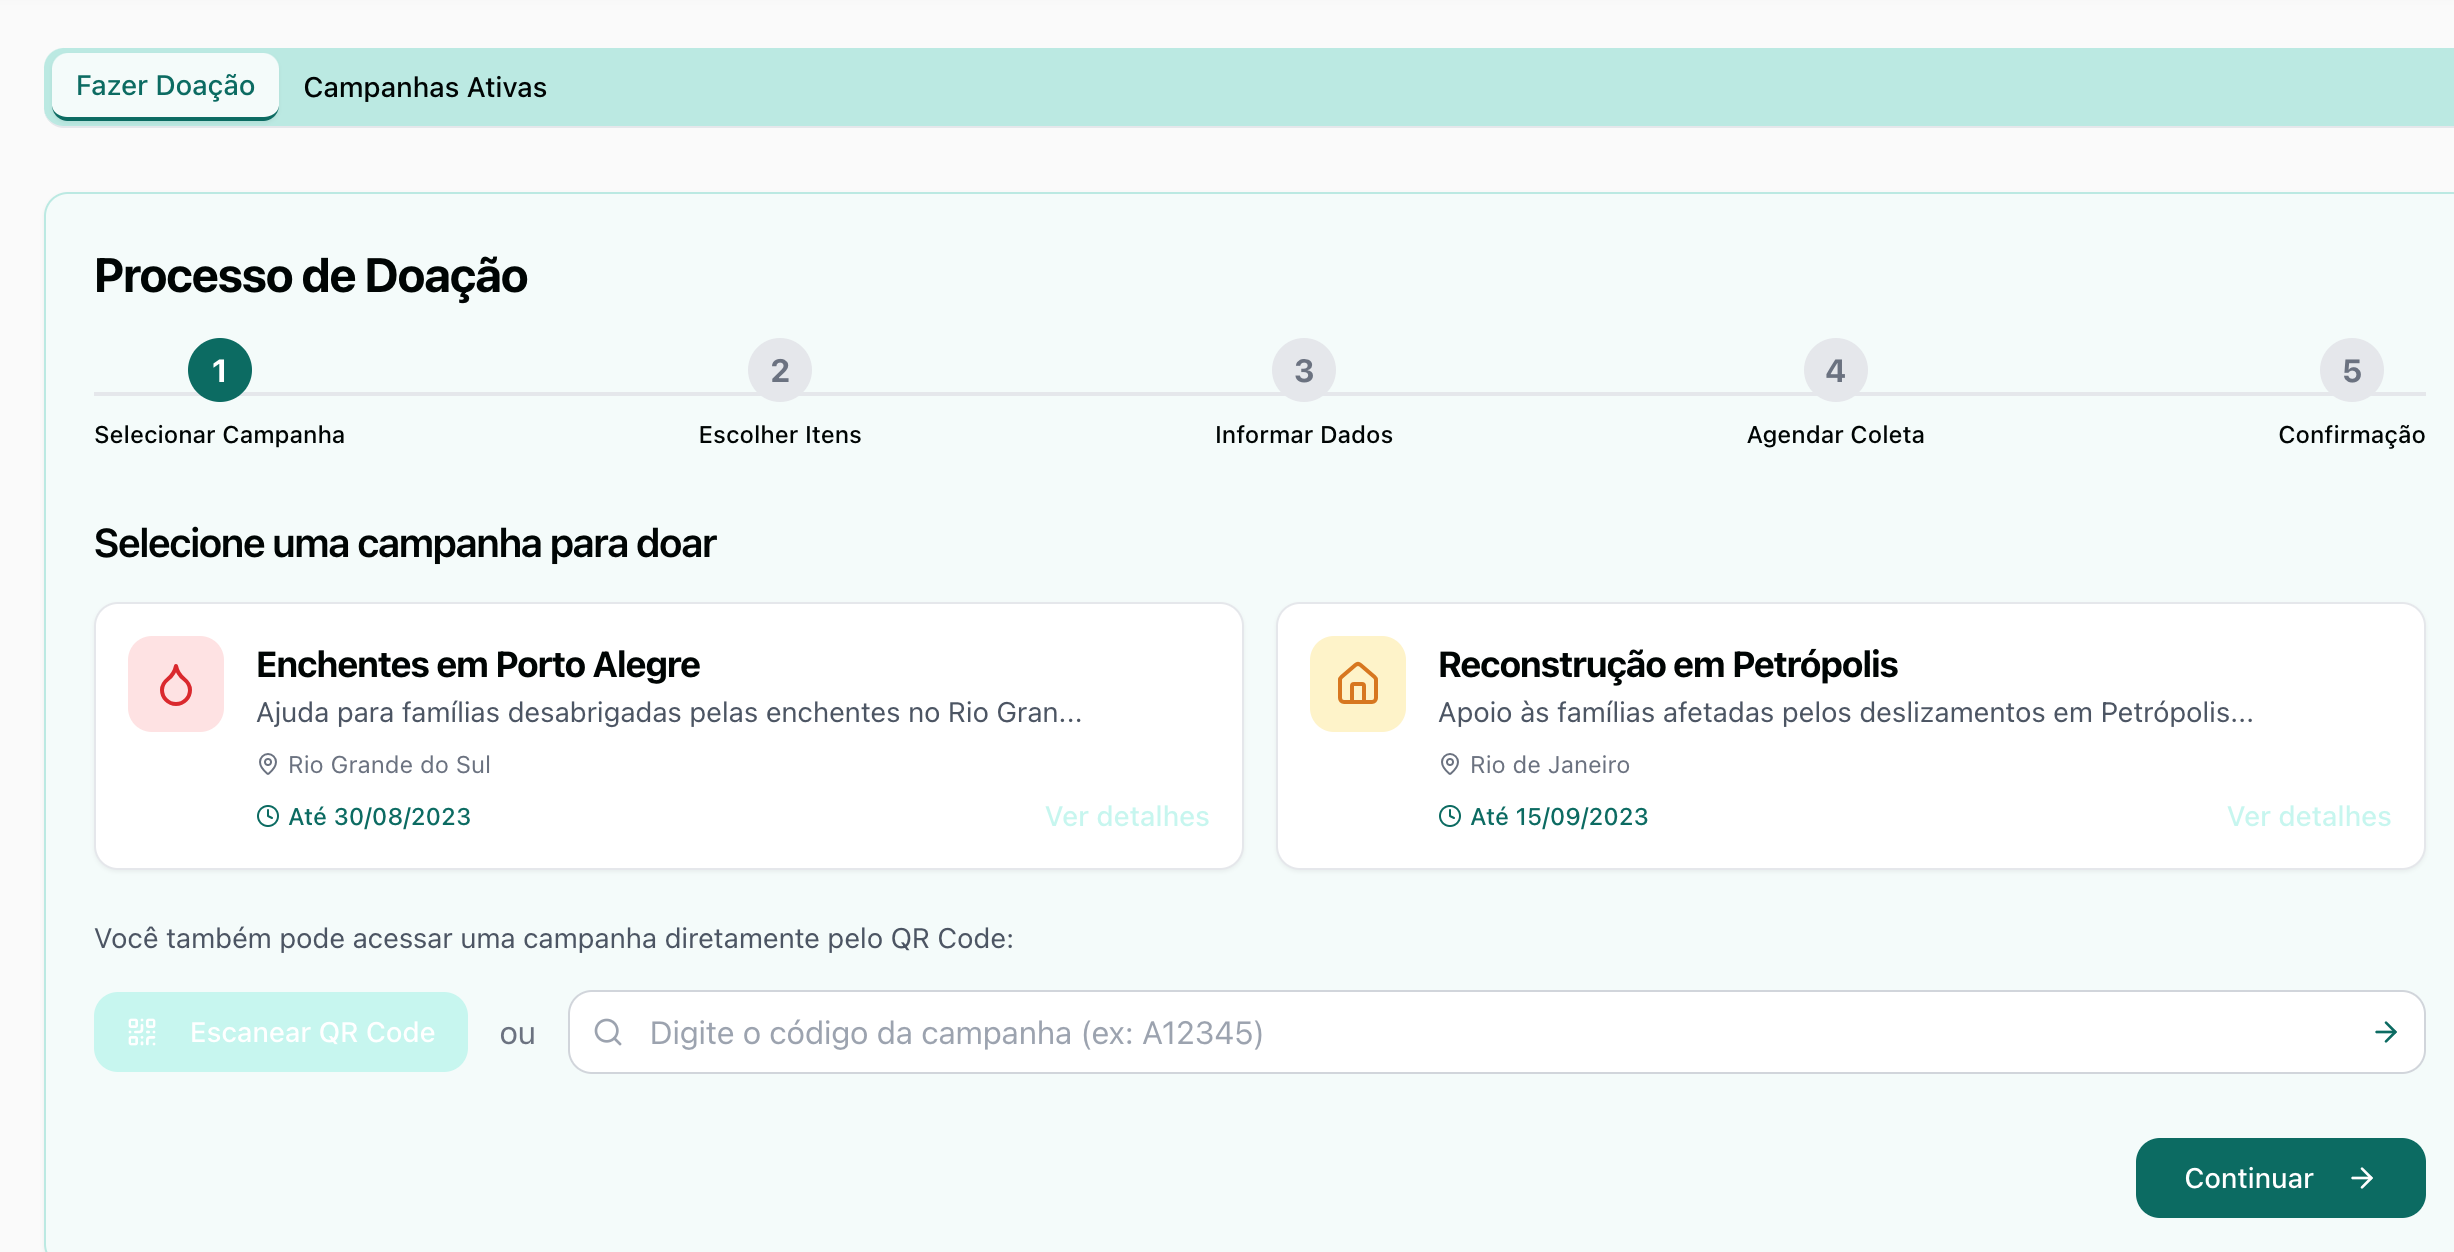 Fazer Doação
Campanhas Ativas
Processo de Doação
1
2
3
4
5
Selecionar Campanha
Escolher Itens
Informar Dados
Agendar Coleta
Confirmação
Selecione uma campanha para doar
Enchentes em Porto Alegre
Ajuda para famílias desabrigadas pelas enchentes no Rio Gran...
Rio Grande do Sul
Até 30/08/2023
Ver detalhes
Reconstrução em Petrópolis
Apoio às famílias afetadas pelos deslizamentos em Petrópolis...
Rio de Janeiro
Até 15/09/2023
Ver detalhes
Você também pode acessar uma campanha diretamente pelo QR Code:
Escanear QR Code
ou
Digite o código da campanha (ex: A12345)
Continuar